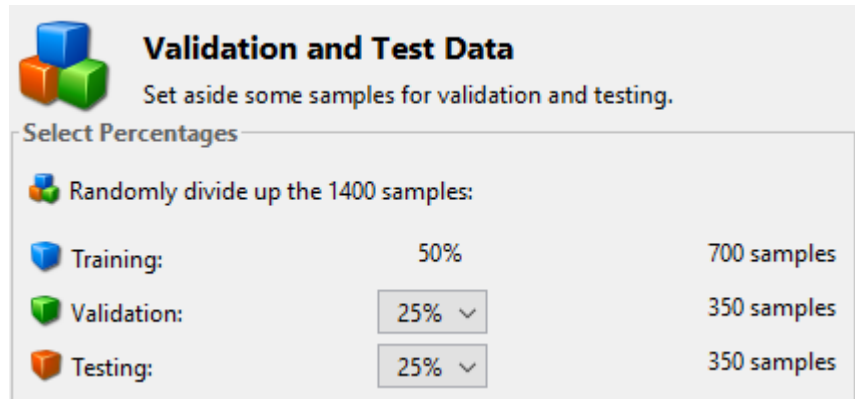 Validation and Test Data
Set aside some samples for validation and testing.
Select Percentages
Randomly divide up the 1400 samples:
Training: 50% 700 samples
Validation: 25% 350 samples
Testing: 25% 350 samples